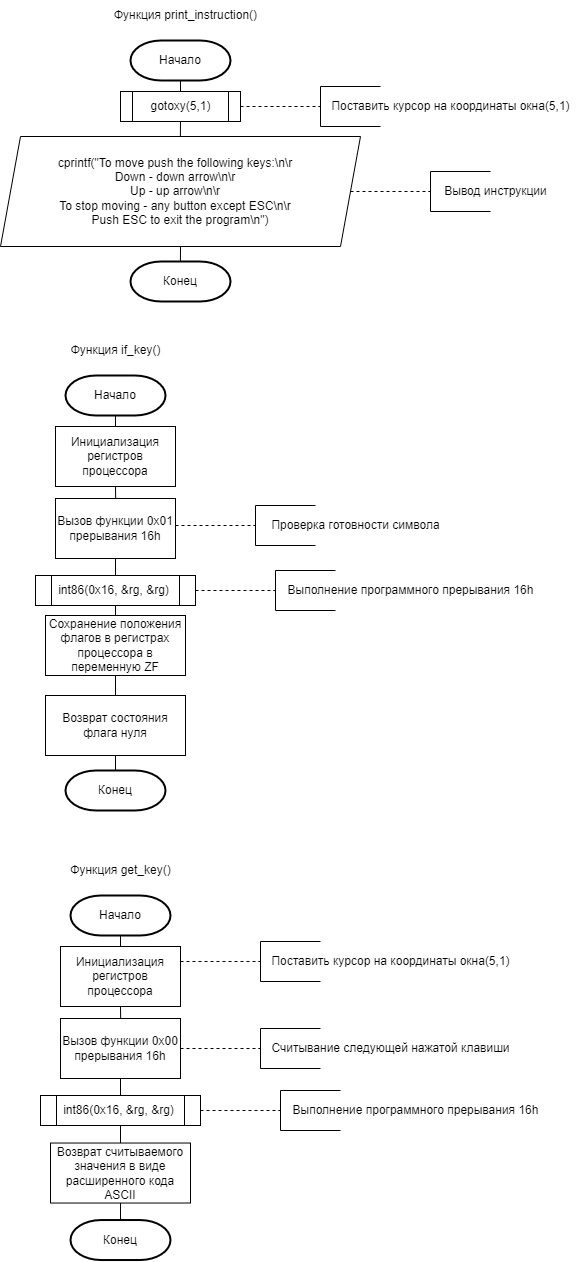 Функция print_instruction()
Начало
gotoxy(5,1)
Поставить курсор на координаты окна(5,1)
cprintf("To move push the following keys:\n\r
Down - down arrow\n\r
Up - up arrow\n\r
To stop moving - any button except ESC\n\r
Push ESC to exit the program\n")
Вывод инструкции
Конец
Функция if_key()
Начало
Инициализация
регистров
процессора
Вызов функции 0x01
прерывания 16h
Проверка готовности символа
int86(0x16, &rg, &rg)
Выполнение программного прерывания 16h
Сохранение положения
флагов в регистрах
процессора в
переменную ZF
Возврат состояния
флага нуля
Конец
Функция get_key()
Начало
Инициализация
регистров
процессора
Поставить курсор на координаты окна(5,1)
Вызов функции 0x00
прерывания 16h
Считывание следующей нажатой клавиши
int86(0x16, &rg, &rg)
Выполнение программного прерывания 16h
Возврат считываемого
значения в виде
расширенного кода
ASCII
Конец